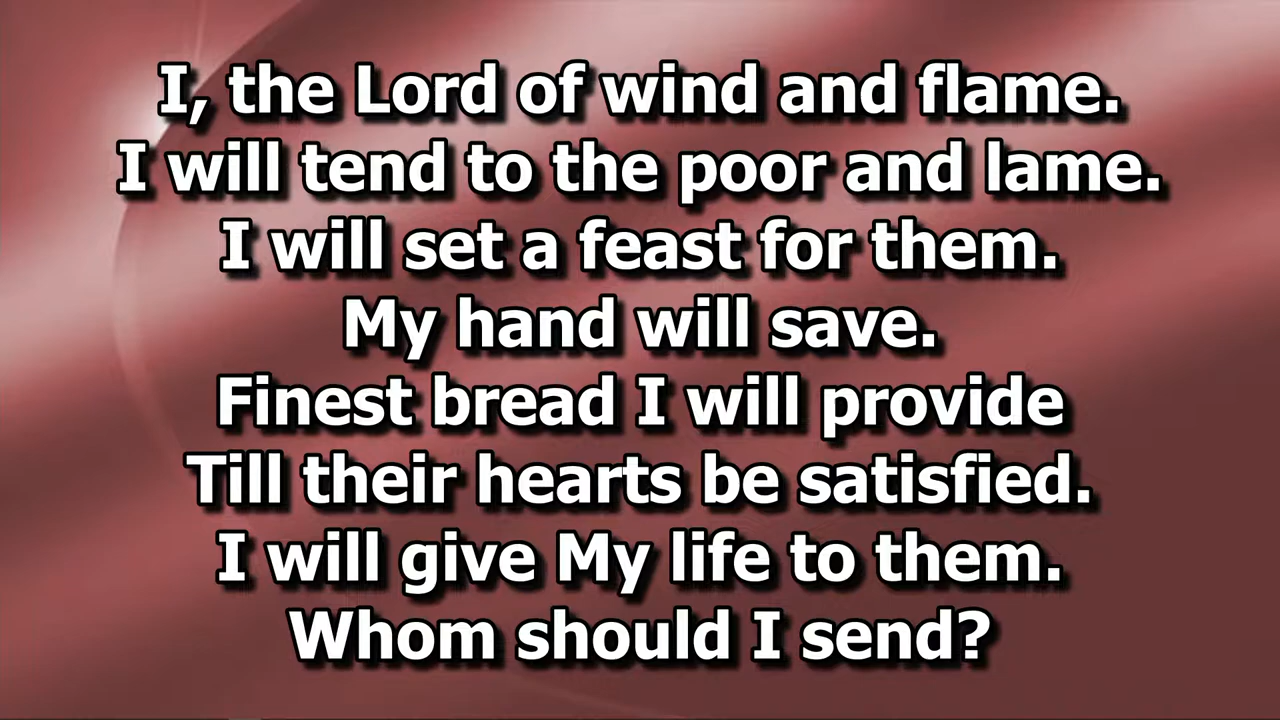 I, the Lord of wind and flame.
I will tend to the poor and lame.
I will set a feast for them.
My hand will save.
Finest bread I will provide
Till their hearts be satisfied.
I will give My life to them.
Whom should I send?